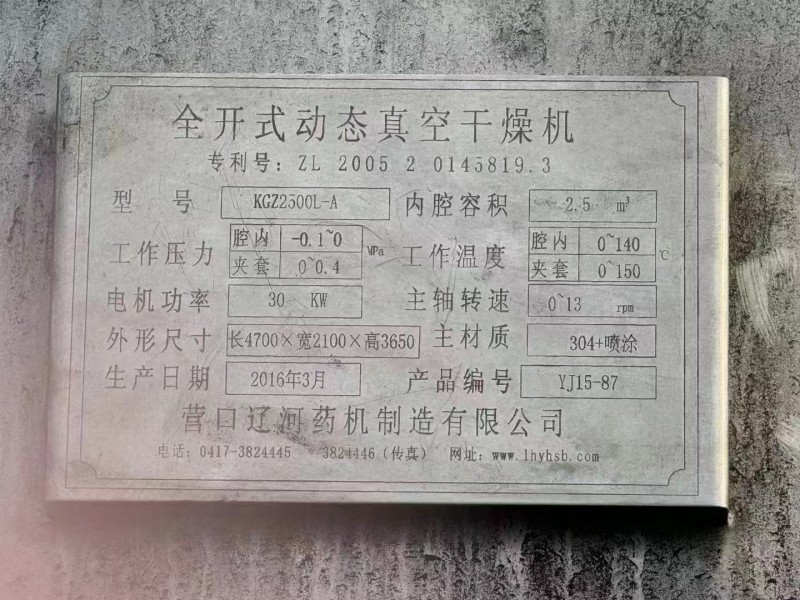 全开式动态真空干燥机
专利号：ZL 2005 2 0145819.3
型 号 KGZ2500L-A 内腔容积 2.5 m³
工作压力 腔内 -0.1~0 MPa 工作温度 腔内 0~140 ℃
夹套 0~0.4 夹套 0~150
电机功率 30 KW 主轴转速 0~13 rpm
外形尺寸 长4700×宽2100×高3650 主材质 304+喷涂
生产日期 2016年3月 产品编号 YJ15-87
营口辽河药机制造有限公司
电话：0417-3824445 3824446（传真） 网址：www.lhyhsb.com